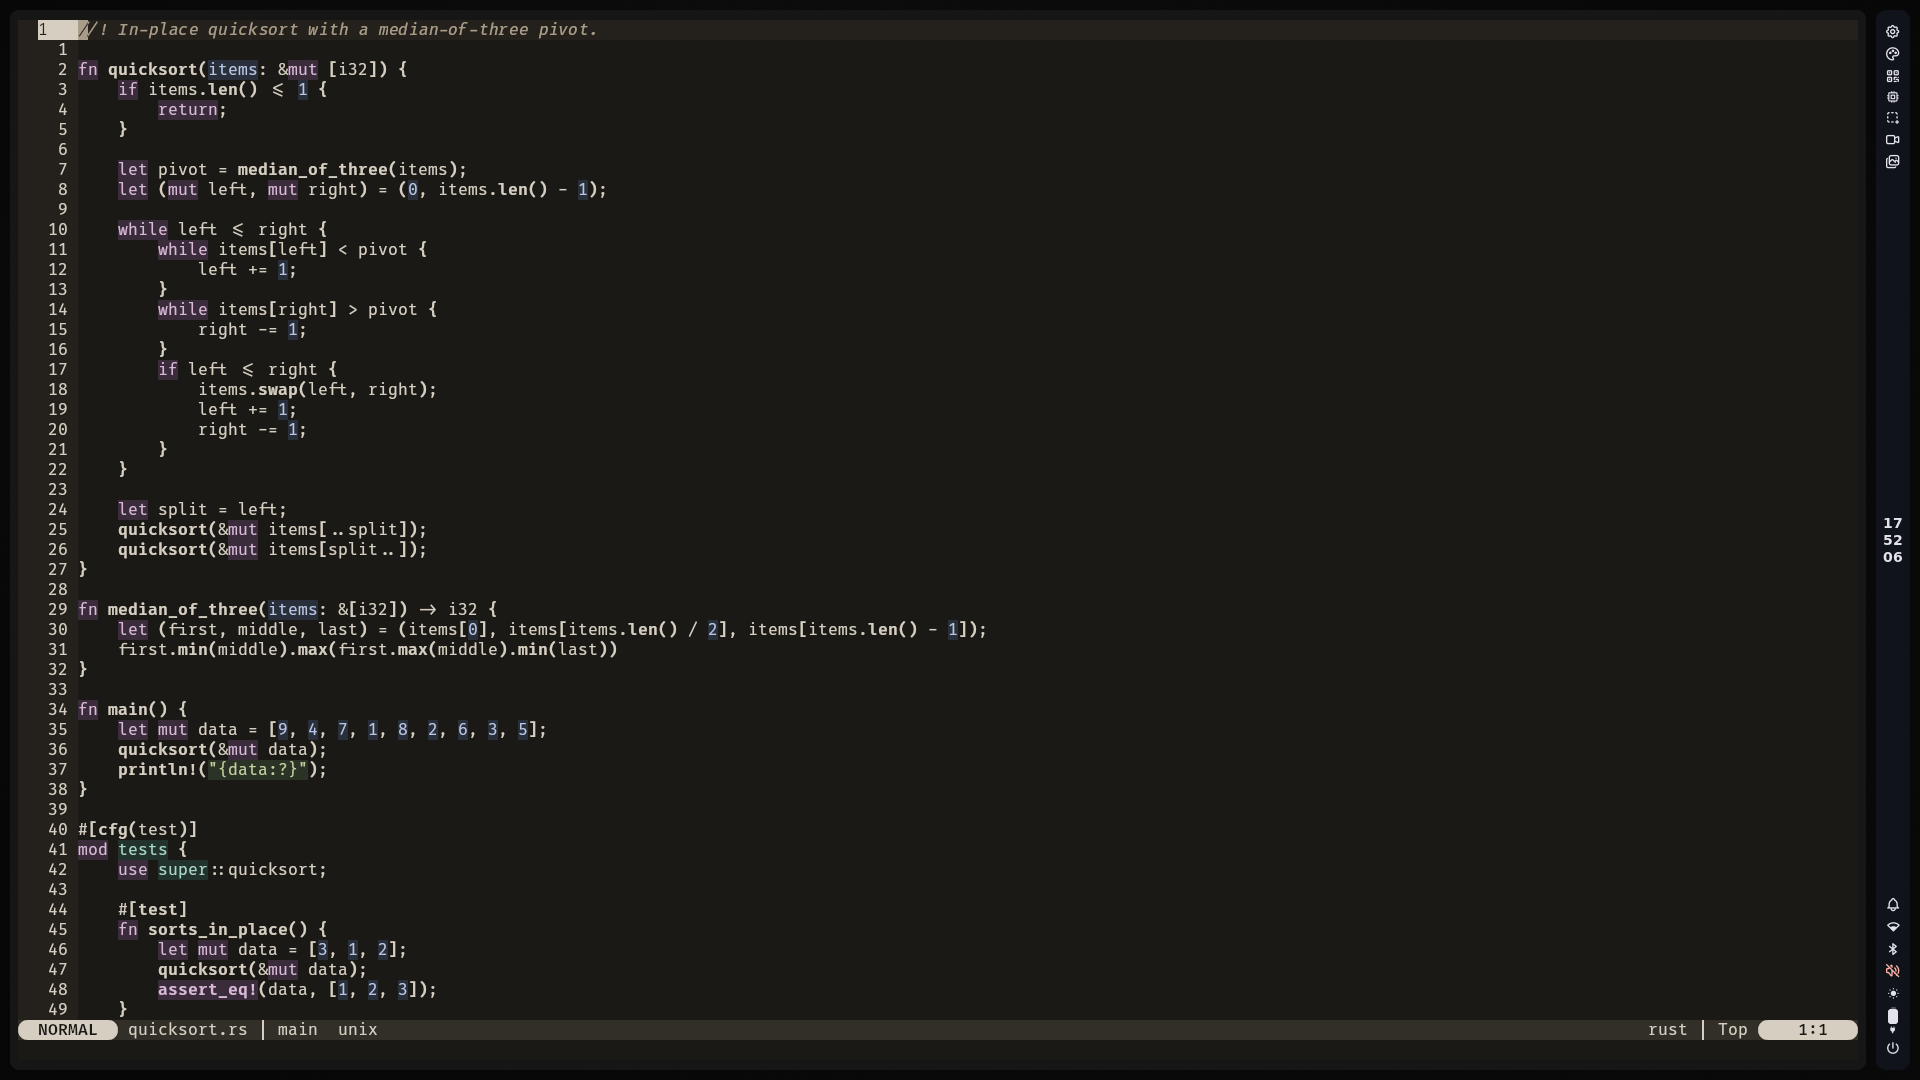 1 //! In-place quicksort with a median-of-three pivot.
1
2 fn quicksort(items: &mut [i32]) {
3     if items.len() <= 1 {
4         return;
5     }
6
7     let pivot = median_of_three(items);
8     let (mut left, mut right) = (0, items.len() - 1);
9
10     while left <= right {
11         while items[left] < pivot {
12             left += 1;
13         }
14         while items[right] > pivot {
15             right -= 1;
16         }
17         if left <= right {
18             items.swap(left, right);
19             left += 1;
20             right -= 1;
21         }
22     }
23
24     let split = left;
25     quicksort(&mut items[..split]);
26     quicksort(&mut items[split..]);
27 }
28
29 fn median_of_three(items: &[i32]) -> i32 {
30     let (first, middle, last) = (items[0], items[items.len() / 2], items[items.len() - 1]);
31     first.min(middle).max(first.max(middle).min(last))
32 }
33
34 fn main() {
35     let mut data = [9, 4, 7, 1, 8, 2, 6, 3, 5];
36     quicksort(&mut data);
37     println!("{data:?}");
38 }
39
40 #[cfg(test)]
41 mod tests {
42     use super::quicksort;
43
44     #[test]
45     fn sorts_in_place() {
46         let mut data = [3, 1, 2];
47         quicksort(&mut data);
48         assert_eq!(data, [1, 2, 3]);
49     }
NORMAL quicksort.rs | main unix rust | Top 1:1
17
52
06